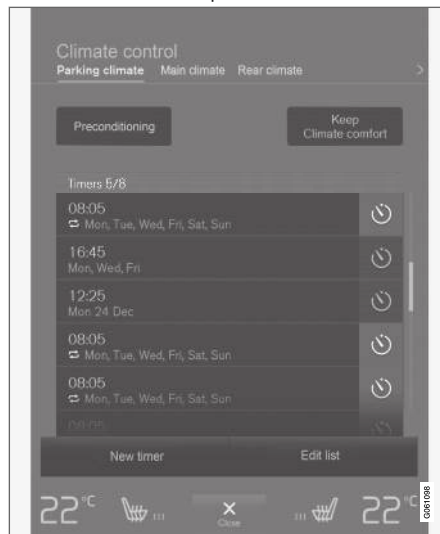 Climate control
Parking climate Main climate Rear climate
Preconditioning
Keep
Climate comfort
Timers 5/8
08:05
Mon, Tue, Wed, Fri, Sat, Sun
16:45
Mon, Wed, Fri
12:25
Mon 24 Dec
08:05
Mon, Tue, Wed, Fri, Sat, Sun
08:05
Mon, Tue, Wed, Fri, Sat, Sun
08:05
New timer Edit list
22°C Close 22°C
G061098